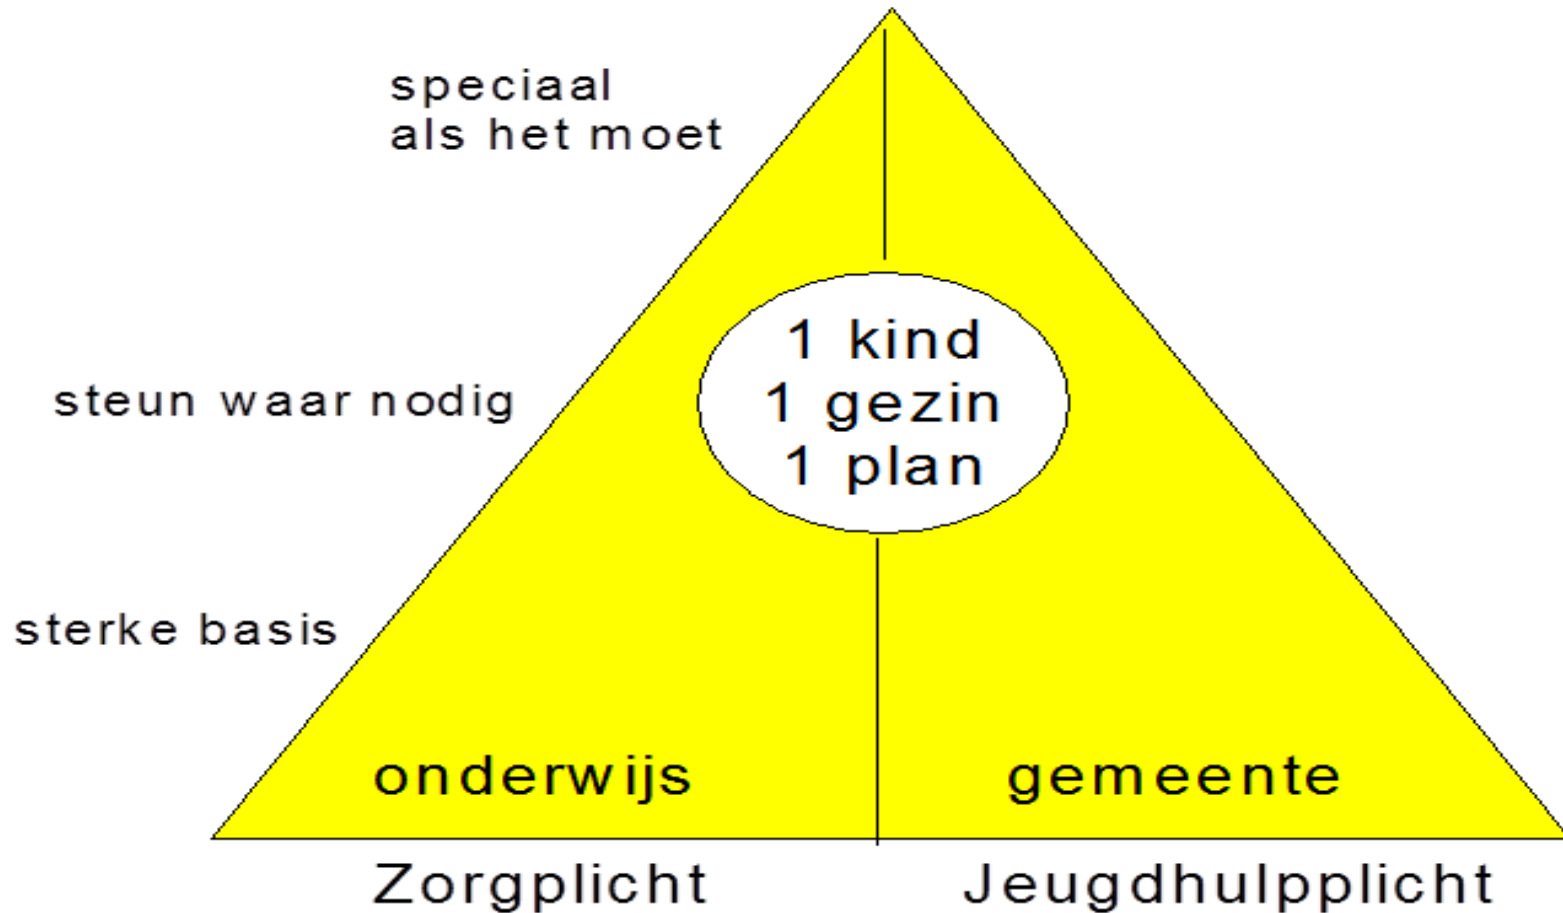 speciaal
als het moet
1 kind
1 gezin
1 plan
steun waar nodig
sterke basis
onderwijs
gemeente
Zorgplicht
Jeugdhulpplicht